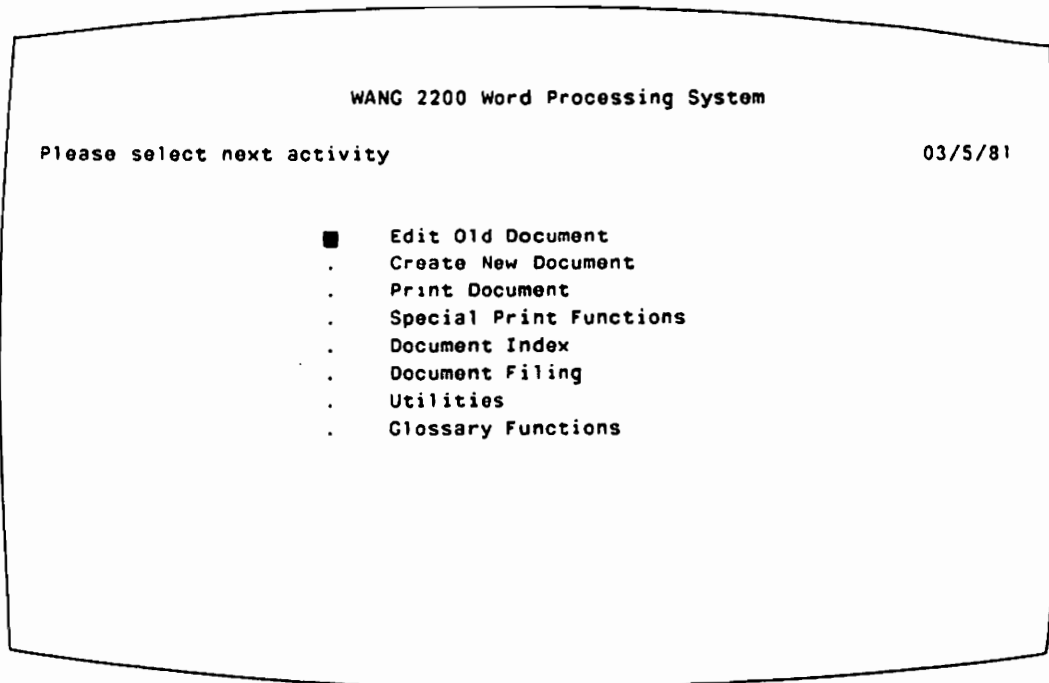 WANG 2200 Word Processing System
Please select next activity 03/5/81
■ Edit Old Document
. Create New Document
. Print Document
. Special Print Functions
. Document Index
. Document Filing
. Utilities
. Glossary Functions